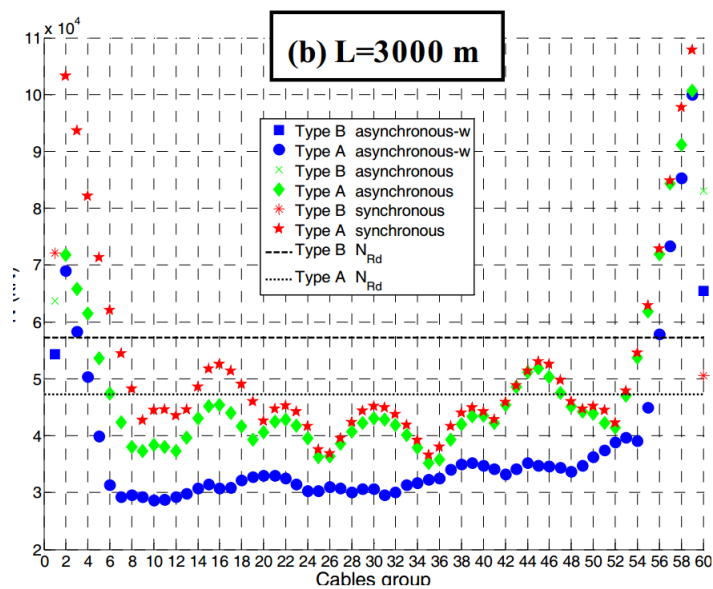 11 x 10⁴
(b) L=3000 m
10
9
8
7
6
5
4
3
2
Type B asynchronous-w
Type A asynchronous-w
Type B asynchronous
Type A asynchronous
Type B synchronous
Type A synchronous
Type B N_Rd
Type A N_Rd
0 2 4 6 8 10 12 14 16 18 20 22 24 26 28 30 32 34 36 38 40 42 44 46 48 50 52 54 56 58 60
Cables group